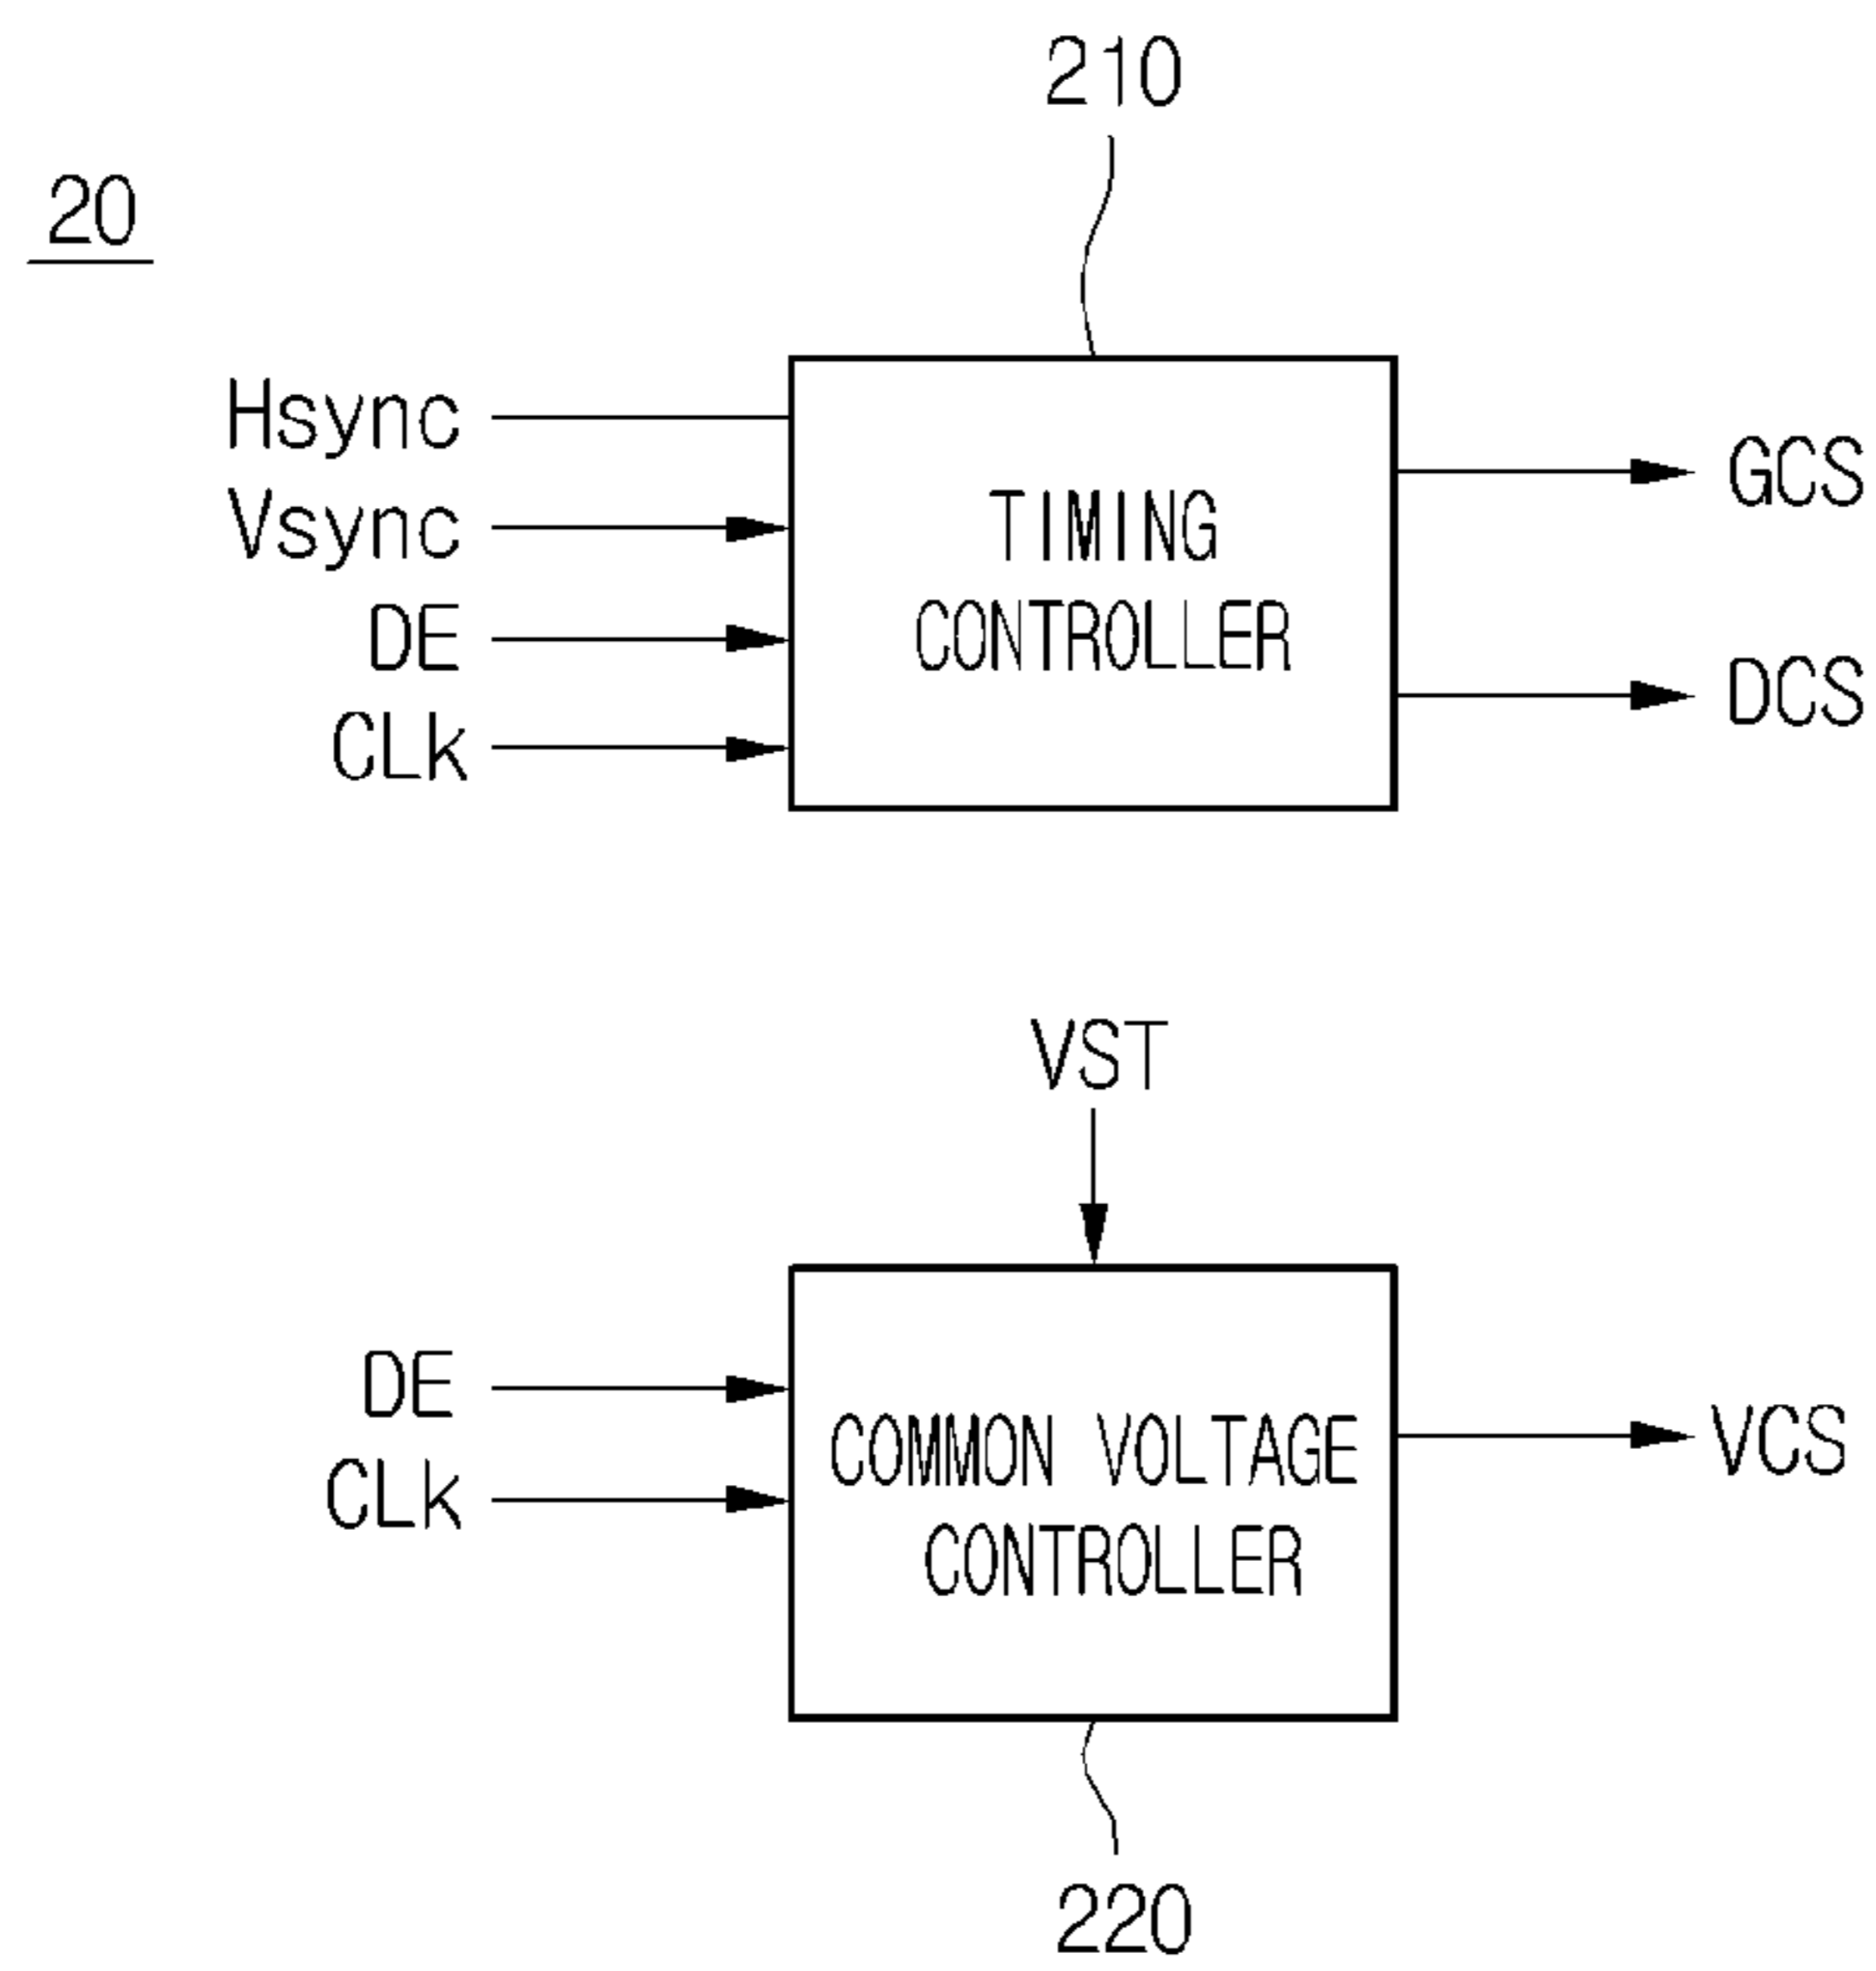 210
20
Hsync
Vsync
DE
CLk
TIMING
CONTROLLER
GCS
DCS
VST
DE
CLk
COMMON VOLTAGE
CONTROLLER
VCS
220